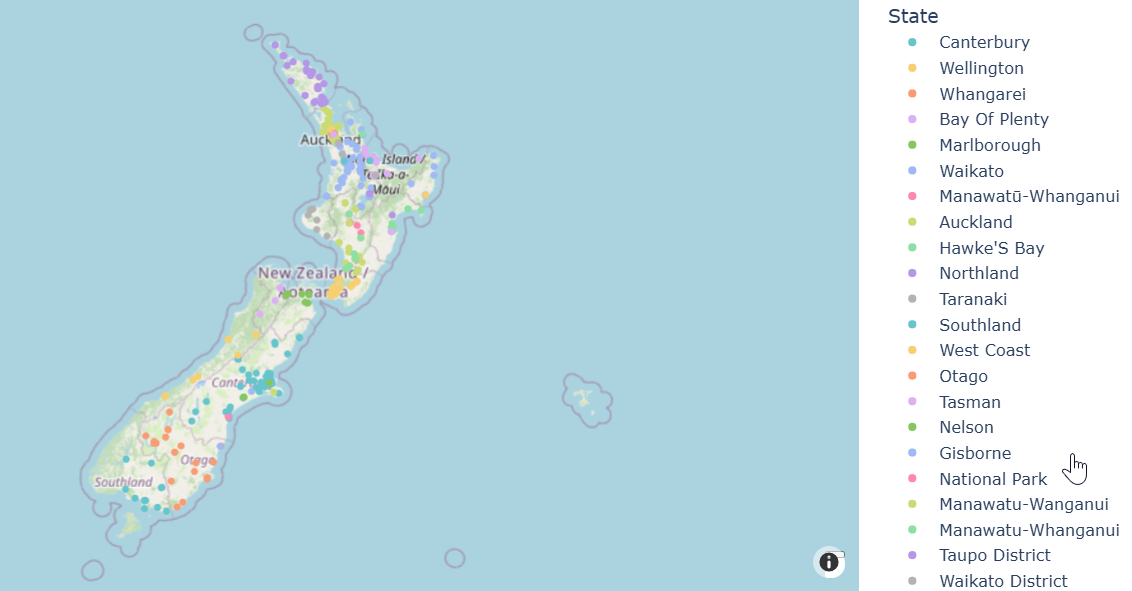 Auckland
Island /
Te Ika-a-
Māui
New Zealand /
Aotearoa
Canter
Otago
Southland
State
Canterbury
Wellington
Whangarei
Bay Of Plenty
Marlborough
Waikato
Manawatū-Whanganui
Auckland
Hawke'S Bay
Northland
Taranaki
Southland
West Coast
Otago
Tasman
Nelson
Gisborne
National Park
Manawatu-Wanganui
Manawatu-Whanganui
Taupo District
Waikato District